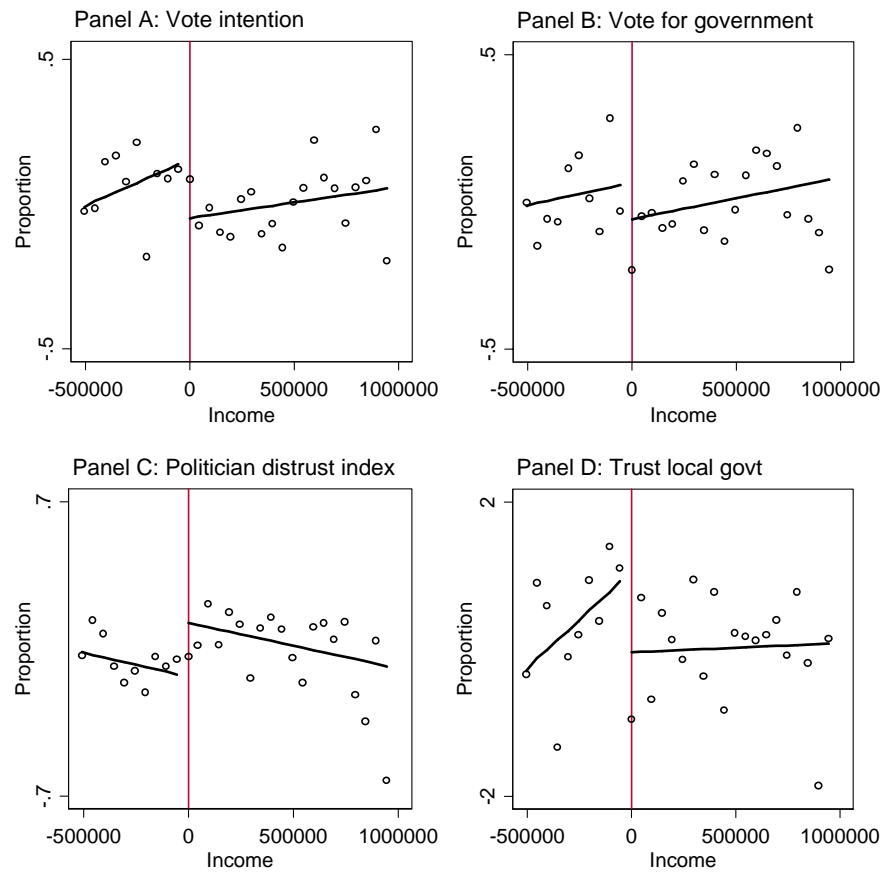 Panel A: Vote intention
.5
-.5
Proportion
-500000 0 500000 1000000
Income
Panel B: Vote for government
.5
-.5
Proportion
-500000 0 500000 1000000
Income
Panel C: Politician distrust index
.7
-.7
Proportion
-500000 0 500000 1000000
Income
Panel D: Trust local govt
2
-2
Proportion
-500000 0 500000 1000000
Income